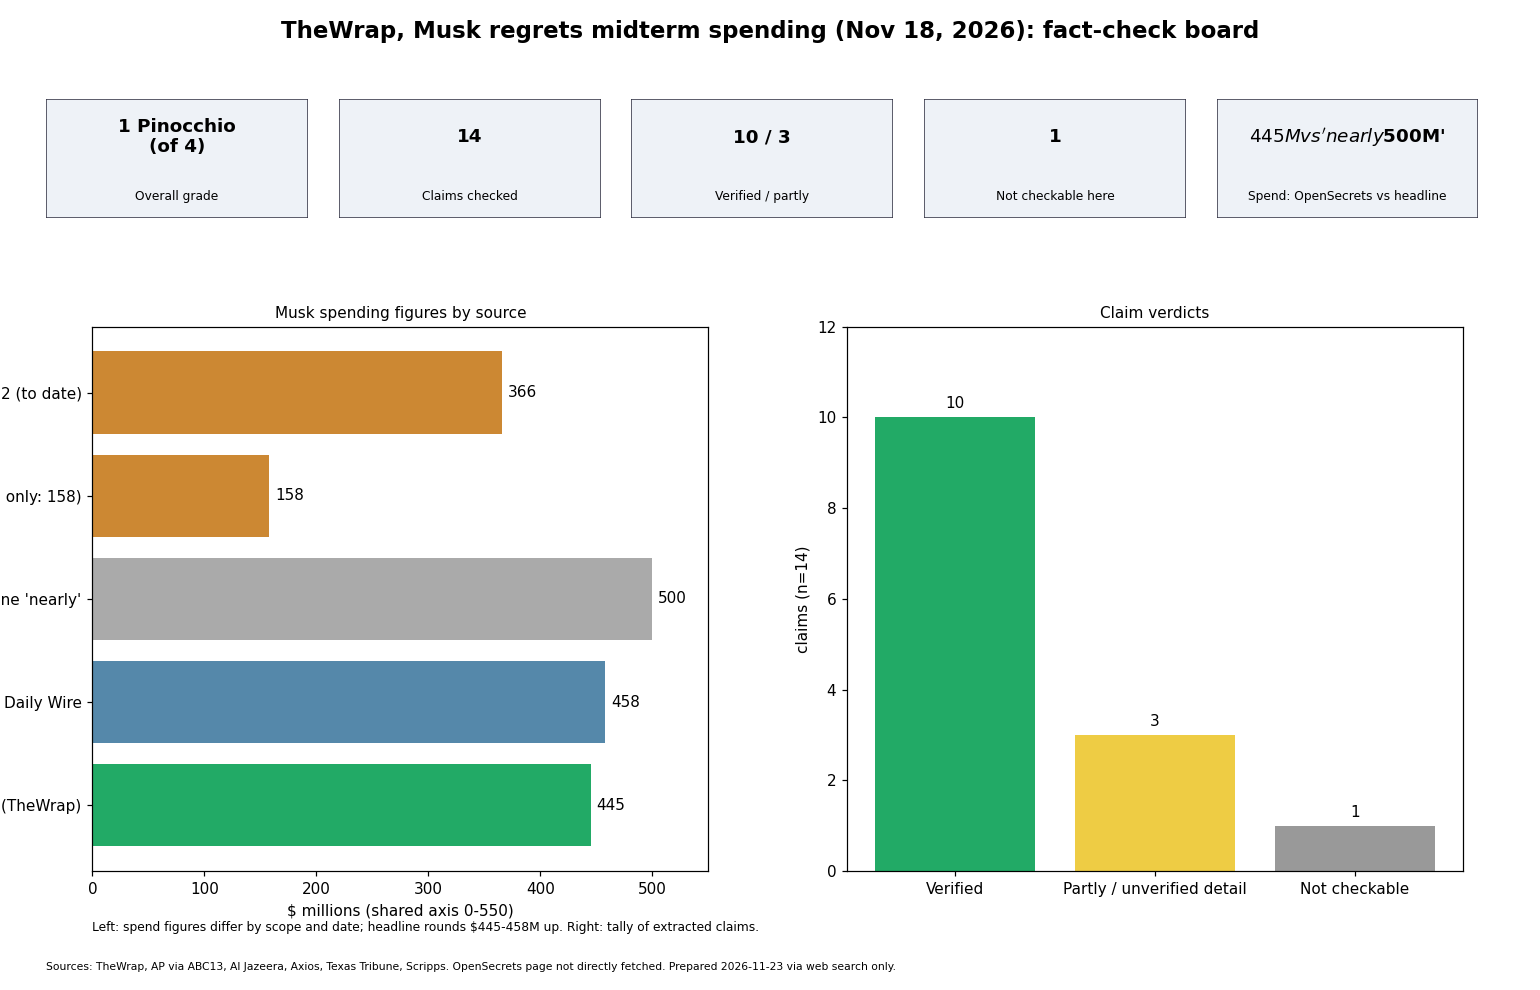 TheWrap, Musk regrets midterm spending (Nov 18, 2026): fact-check board
1 Pinocchio
(of 4)
Overall grade
14
Claims checked
10 / 3
Verified / partly
1
Not checkable here
445Mvs'nearly500M'
Spend: OpenSecrets vs headline
Musk spending figures by source
2 (to date)
only: 158)
ne 'nearly'
Daily Wire
(TheWrap)
366
158
500
458
445
0 100 200 300 400 500
$ millions (shared axis 0-550)
Claim verdicts
claims (n=14)
12
10
8
6
4
2
0
10
3
1
Verified
Partly / unverified detail
Not checkable
Left: spend figures differ by scope and date; headline rounds $445-458M up. Right: tally of extracted claims.
Sources: TheWrap, AP via ABC13, Al Jazeera, Axios, Texas Tribune, Scripps. OpenSecrets page not directly fetched. Prepared 2026-11-23 via web search only.